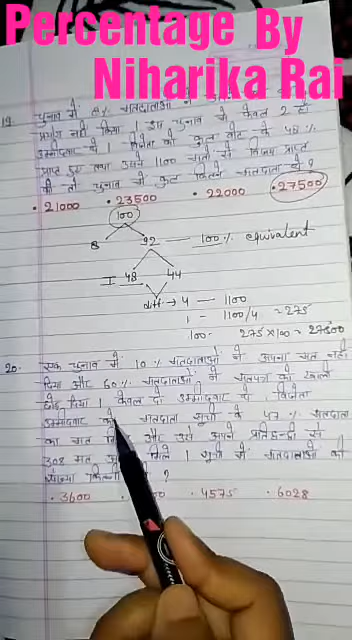 Percentage By
Niharika Rai
19. चुनाव में 8% मतदाताओं ने
प्रयोग नहीं किया। इस चुनाव में केवल 2 ही
उम्मीदवार थे। विजेता को कुल वोट के 48%
प्राप्त हुए तथा उसने 1100 मतों से विजय प्राप्त
की तो चुनाव में कुल कितने मतदाता थे ?
• 21000 • 23500 • 22000 • 27500
100
8 92 — 100% equivalent
I 48 44
diff → 4 — 1100
1 - 1100/4 = 275
100 - 275 × 100 = 27500
20. एक चुनाव में 10% मतदाताओं ने अपना मत नहीं
दिया और 60% मतदाताओं ने मतपत्र को खाली
छोड़ दिया। केवल दो उम्मीदवार थे। विजेता
उम्मीदवार को मतदाता सूची के 47% मतदाता
का मत और उसे अपने प्रतिद्वन्दी से
308 मत मिले। सूची में मतदाताओं की
संख्या कितनी ?
• 3600 • 4575 • 6028